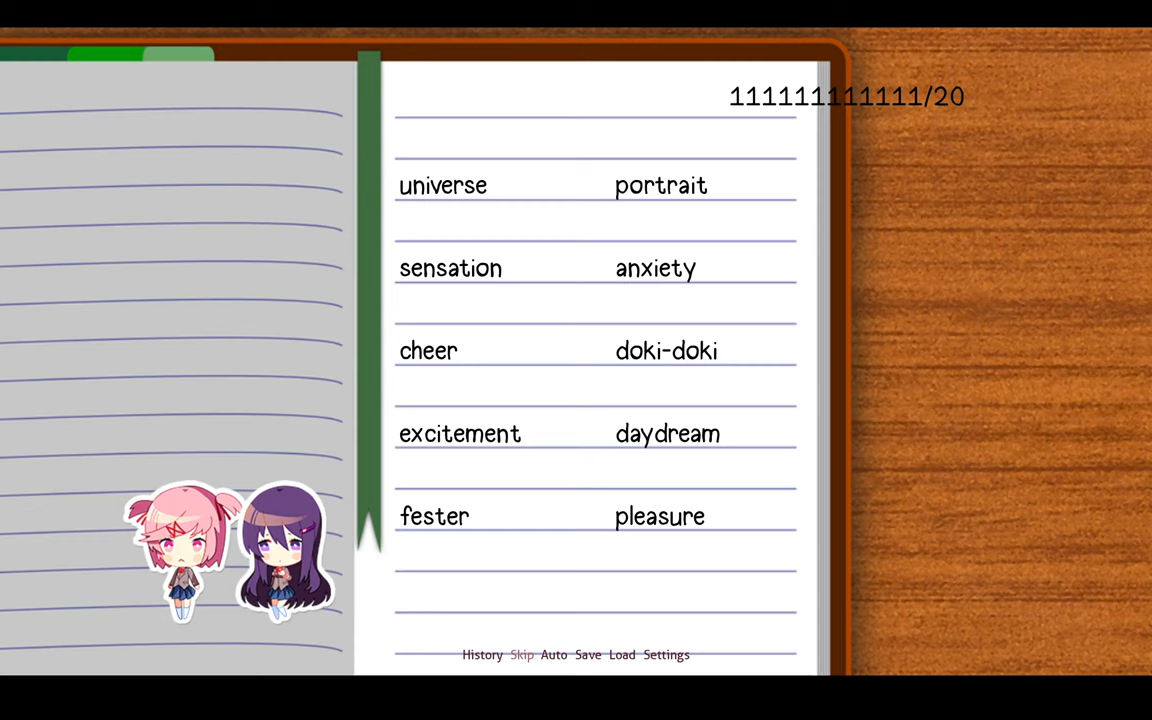 111111111111/20
universe portrait
sensation anxiety
cheer doki-doki
excitement daydream
fester pleasure
History Skip Auto Save Load Settings